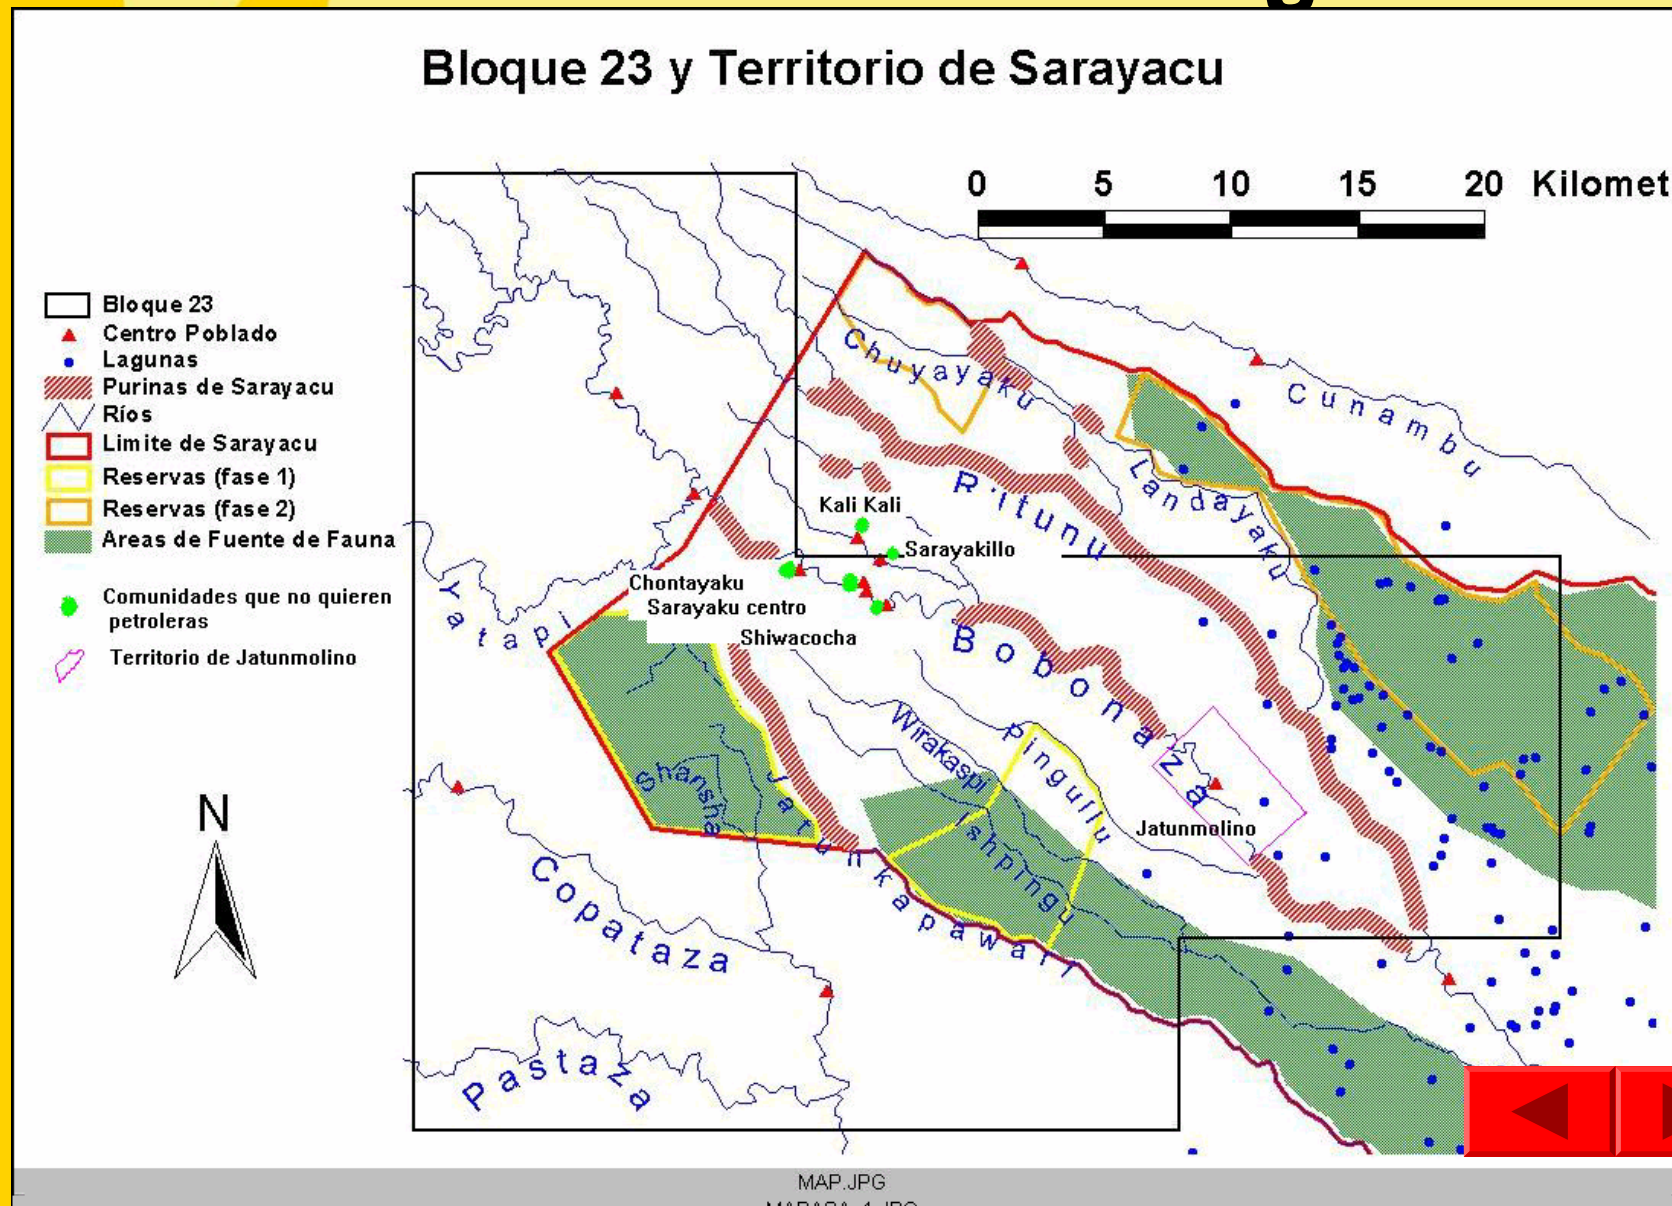 Bloque 23 y Territorio de Sarayacu
0 5 10 15 20 Kilomet
Bloque 23
Centro Poblado
Lagunas
Purinas de Sarayacu
Ríos
Limite de Sarayacu
Reservas (fase 1)
Reservas (fase 2)
Areas de Fuente de Fauna
Comunidades que no quieren
petroleras
Territorio de Jatunmolino
N
Chuyayaku
Cunambu
Landayaku
Kali Kali
Sarayakillo
Chontayaku
Sarayaku centro
Shiwacocha
Yatapi
Bobonaza
Wirakaspi
Pingullu
Ishpingu
Shansha
Jatunkapawari
Jatunmolino
Copataza
Pastaza
MAP.JPG